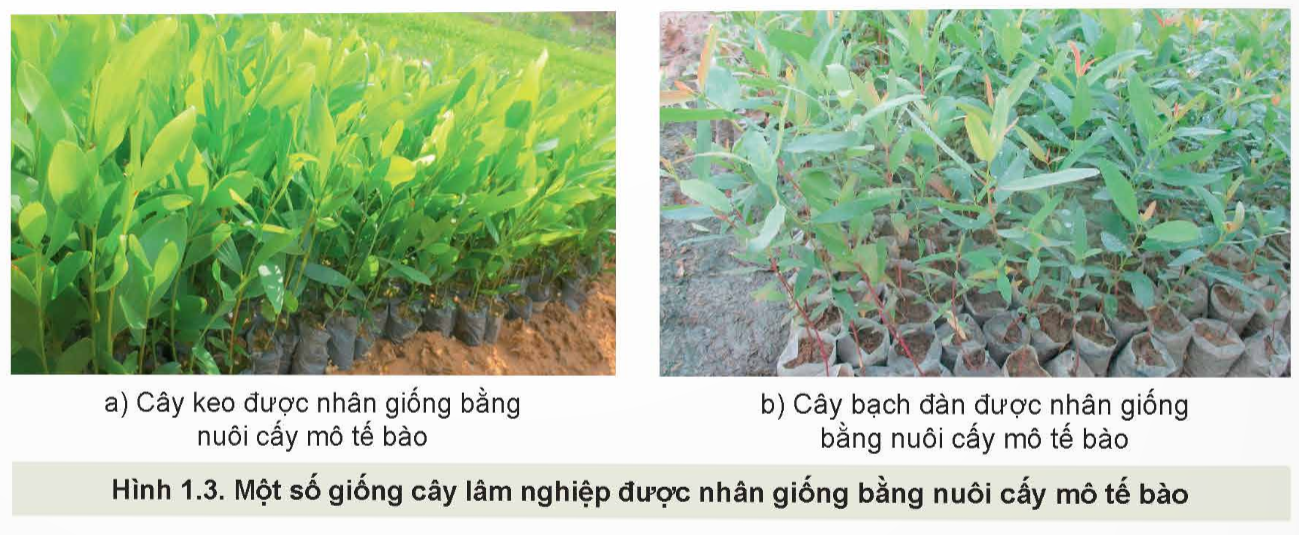 a) Cây keo được nhân giống bằng
nuôi cấy mô tế bào
b) Cây bạch đàn được nhân giống
bằng nuôi cấy mô tế bào
Hình 1.3. Một số giống cây lâm nghiệp được nhân giống bằng nuôi cấy mô tế bào